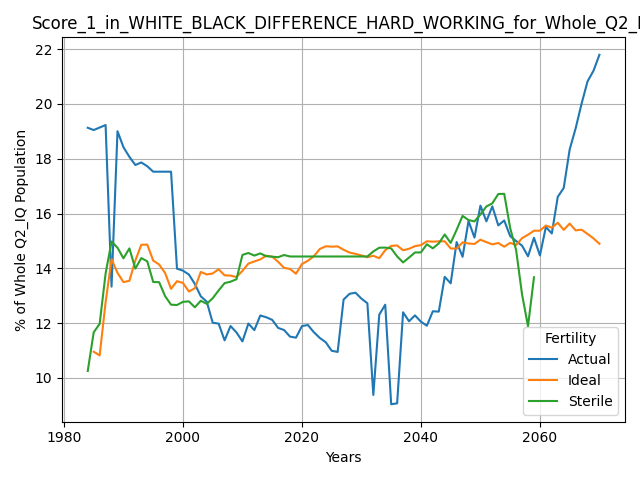 Score_1_in_WHITE_BLACK_DIFFERENCE_HARD_WORKING_for_Whole_Q2_I
% of Whole Q2_IQ Population
22
20
18
16
14
12
10
1980
2000
2020
2040
2060
Years
Fertility
Actual
Ideal
Sterile